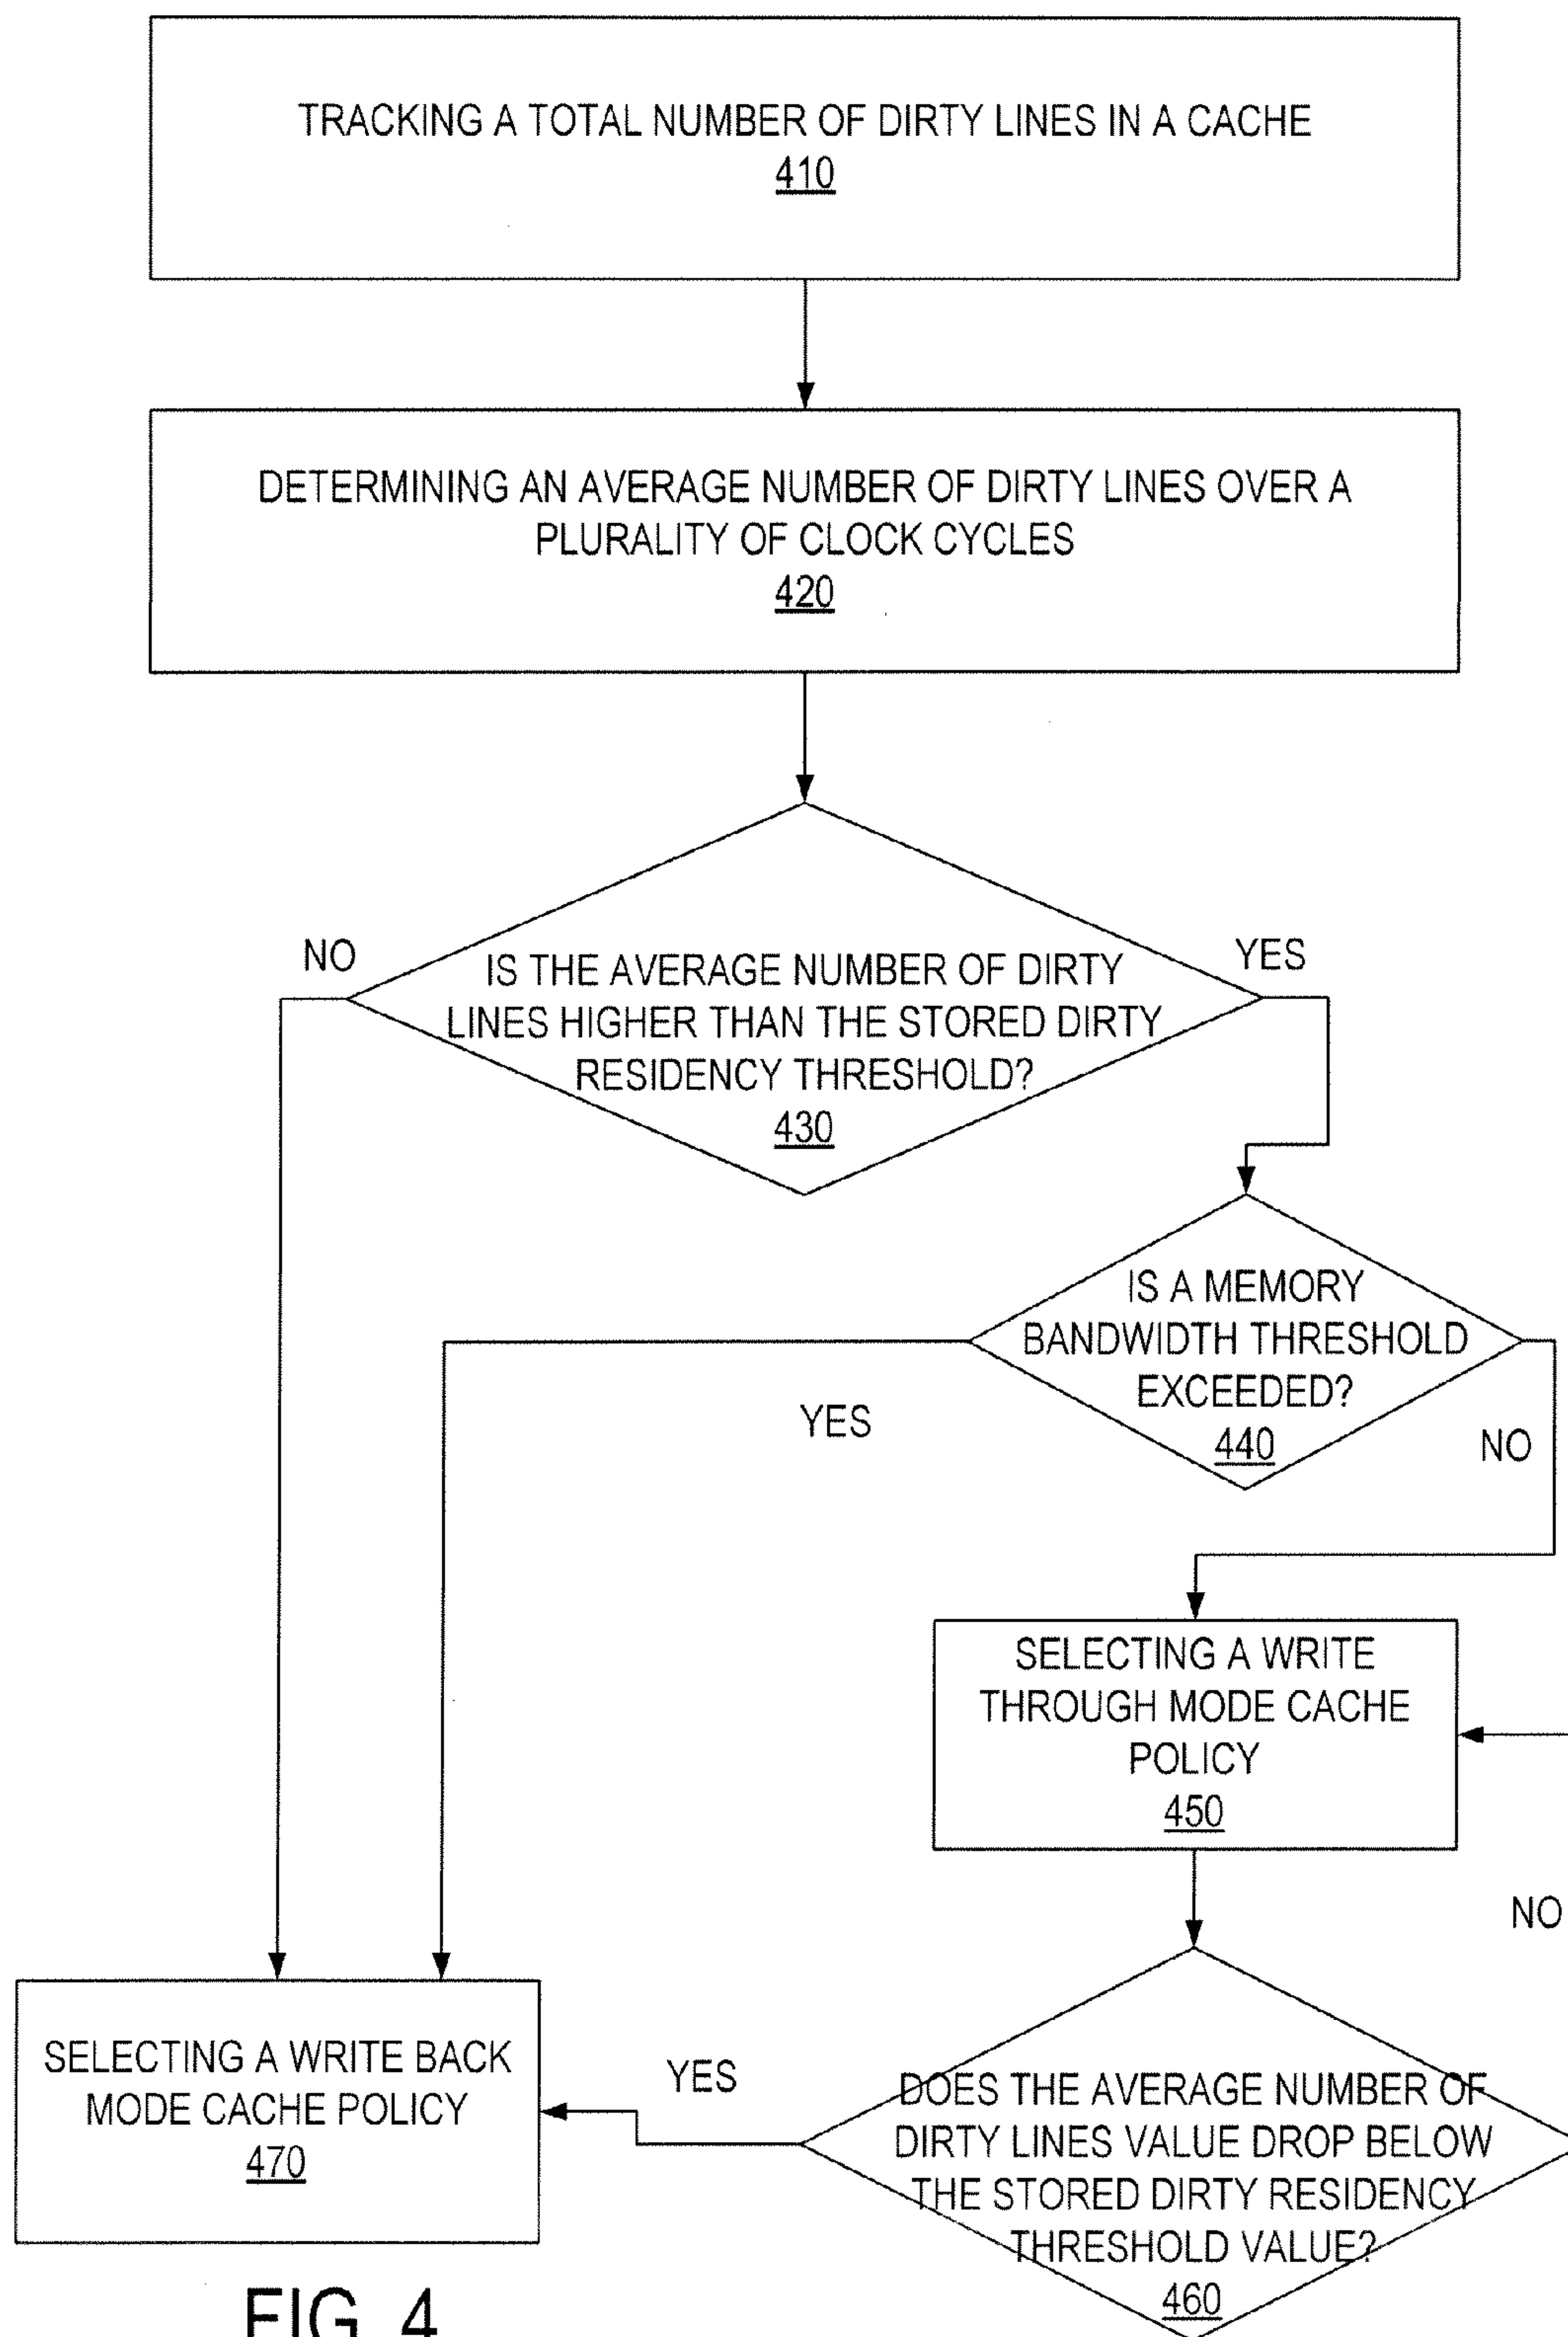 TRACKING A TOTAL NUMBER OF DIRTY LINES IN A CACHE
410
DETERMINING AN AVERAGE NUMBER OF DIRTY LINES OVER A
PLURALITY OF CLOCK CYCLES
420
NO
YES
IS THE AVERAGE NUMBER OF DIRTY
LINES HIGHER THAN THE STORED DIRTY
RESIDENCY THRESHOLD?
430
IS A MEMORY
BANDWIDTH THRESHOLD
EXCEEDED?
440
YES
NO
SELECTING A WRITE
THROUGH MODE CACHE
POLICY
450
NO
SELECTING A WRITE BACK
MODE CACHE POLICY
470
YES
DOES THE AVERAGE NUMBER OF
DIRTY LINES VALUE DROP BELOW
THE STORED DIRTY RESIDENCY
THRESHOLD VALUE?
460
FIG. 4